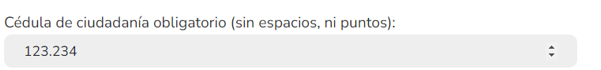 Cédula de ciudadanía obligatorio (sin espacios, ni puntos):
123.234